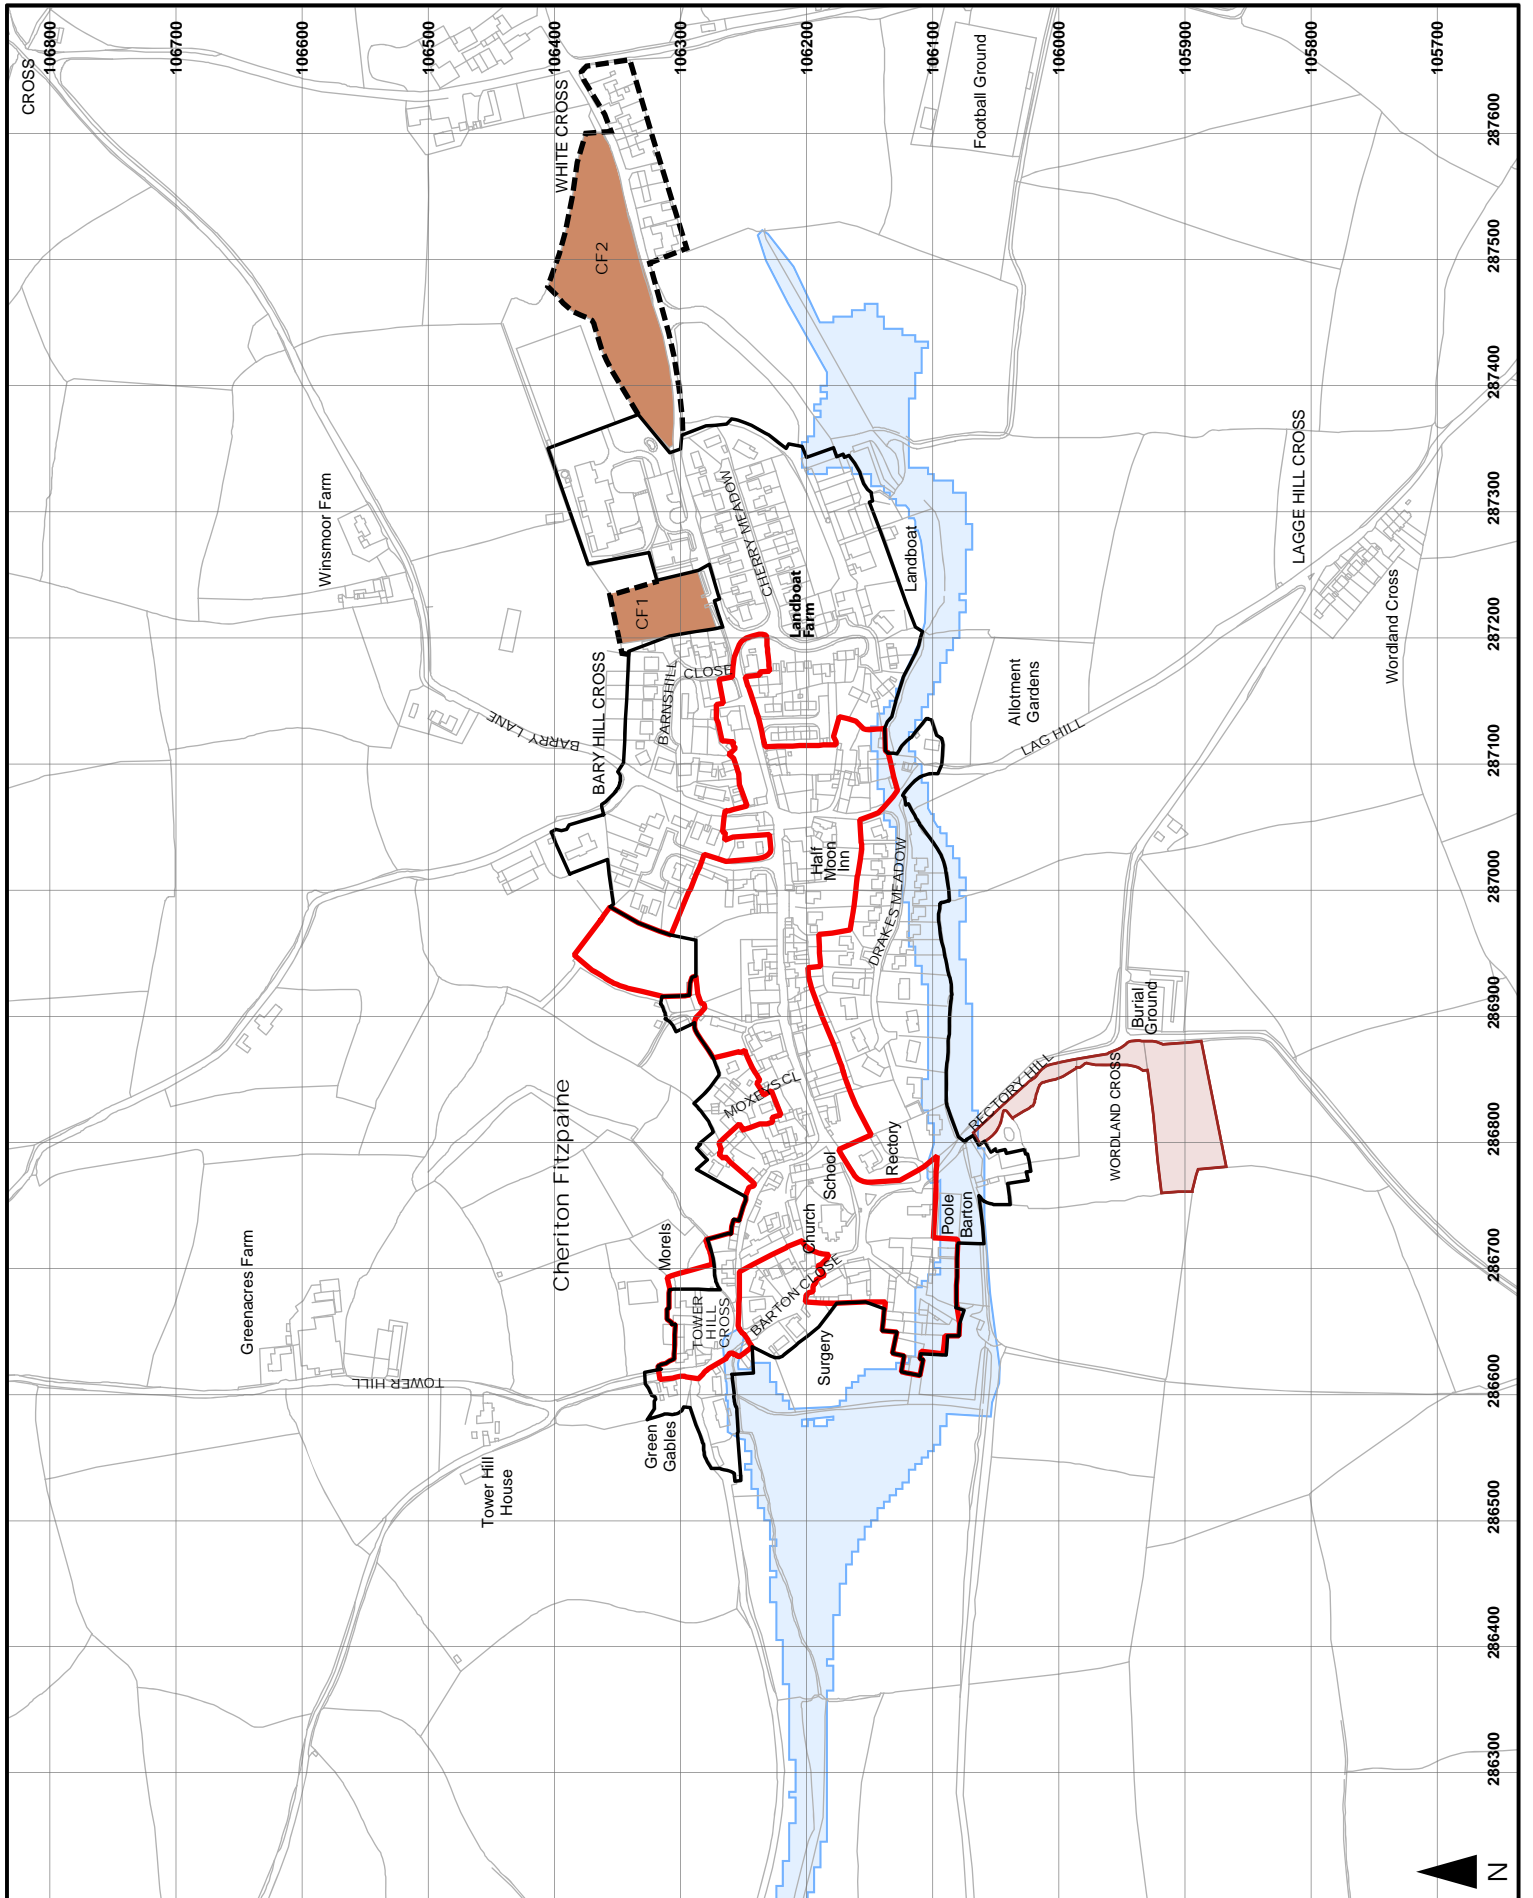 CROSS
106800
106700
106600
106500
106400
106300
106200
106100
106000
105900
105800
105700
WHITE CROSS
Football Ground
CF2
287600
287500
287400
287300
287200
287100
287000
286900
286800
286700
286600
286500
286400
286300
Winsmoor Farm
CHERRY MEADOW
LAGGE HILL CROSS
Landboat
Wordland Cross
CF1
Landboat
Farm
BARRY LANE
BARY HILL CROSS
BARNSHILL
CLOSE
Allotment
Gardens
LAG HILL
Half
Moon
Inn
DRAKES MEADOW
Burial
Ground
Cheriton Fitzpaine
MOXEYS CL
RECTORY HILL
WORDLAND CROSS
Rectory
School
Church
Poole
Barton
Greenacres Farm
Morels
TOWER
HILL
CROSS
BARTON CLOSE
Surgery
TOWER HILL
Green
Gables
Tower Hill
House
N